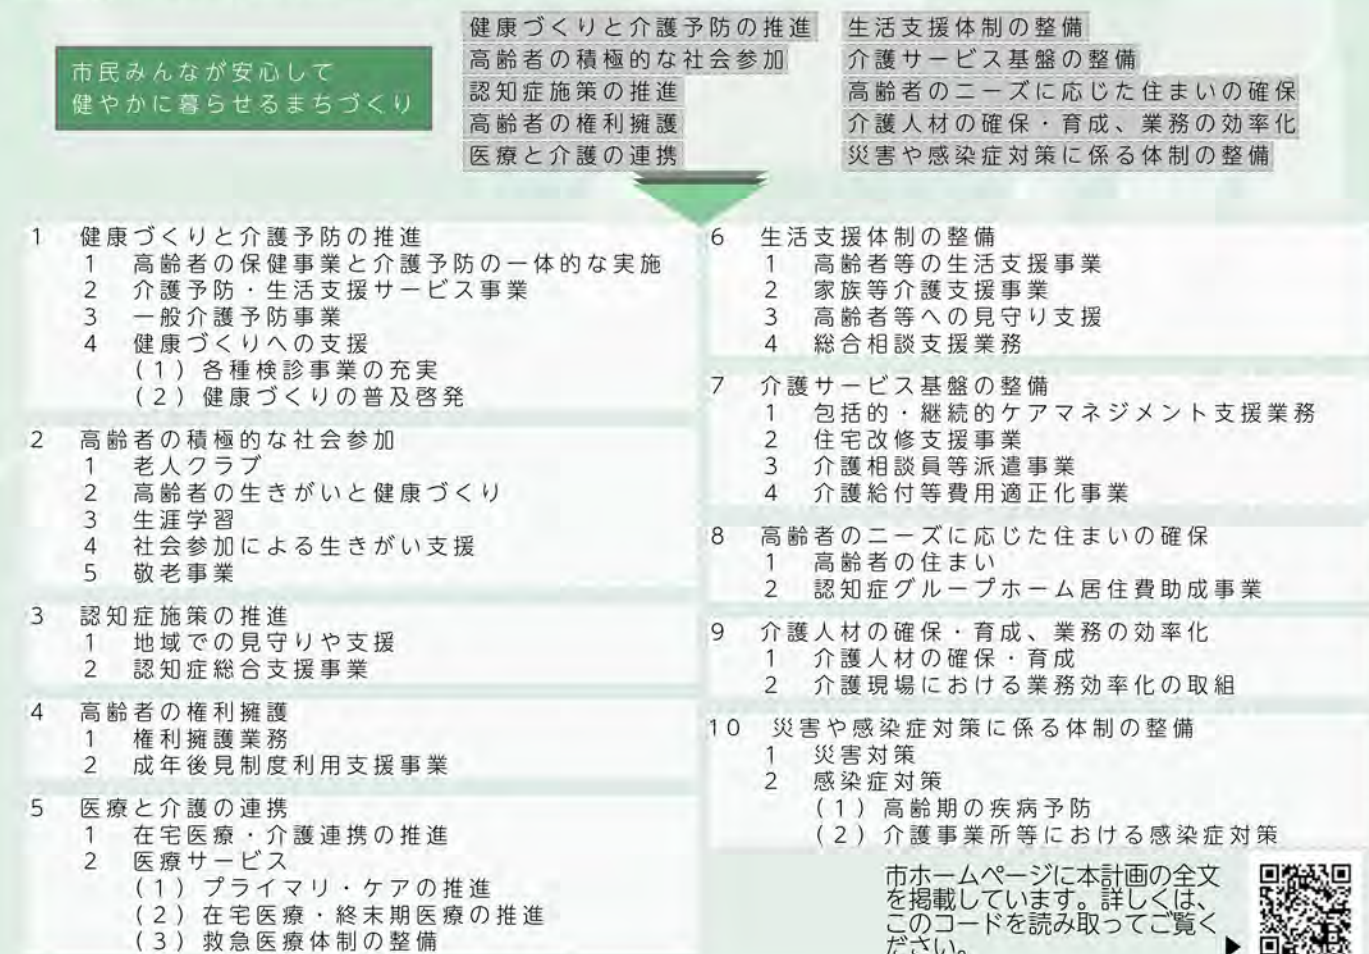 市民みんなが安心して
健やかに暮らせるまちづくり
健康づくりと介護予防の推進
高齢者の積極的な社会参加
認知症施策の推進
高齢者の権利擁護
医療と介護の連携
生活支援体制の整備
介護サービス基盤の整備
高齢者のニーズに応じた住まいの確保
介護人材の確保・育成、業務の効率化
災害や感染症対策に係る体制の整備
1 健康づくりと介護予防の推進
1 高齢者の保健事業と介護予防の一体的な実施
2 介護予防・生活支援サービス事業
3 一般介護予防事業
4 健康づくりへの支援
(1)各種検診事業の充実
(2)健康づくりの普及啓発
2 高齢者の積極的な社会参加
1 老人クラブ
2 高齢者の生きがいと健康づくり
3 生涯学習
4 社会参加による生きがい支援
5 敬老事業
3 認知症施策の推進
1 地域での見守りや支援
2 認知症総合支援事業
4 高齢者の権利擁護
1 権利擁護業務
2 成年後見制度利用支援事業
5 医療と介護の連携
1 在宅医療・介護連携の推進
2 医療サービス
(1)プライマリ・ケアの推進
(2)在宅医療・終末期医療の推進
(3)救急医療体制の整備
6 生活支援体制の整備
1 高齢者等の生活支援事業
2 家族等介護支援事業
3 高齢者等への見守り支援
4 総合相談支援業務
7 介護サービス基盤の整備
1 包括的・継続的ケアマネジメント支援業務
2 住宅改修支援事業
3 介護相談員等派遣事業
4 介護給付等費用適正化事業
8 高齢者のニーズに応じた住まいの確保
1 高齢者の住まい
2 認知症グループホーム居住費助成事業
9 介護人材の確保・育成、業務の効率化
1 介護人材の確保・育成
2 介護現場における業務効率化の取組
10 災害や感染症対策に係る体制の整備
1 災害対策
2 感染症対策
(1)高齢期の疾病予防
(2)介護事業所等における感染症対策
市ホームページに本計画の全文
を掲載しています。詳しくは、
このコードを読み取ってご覧く
ださい。 ▶